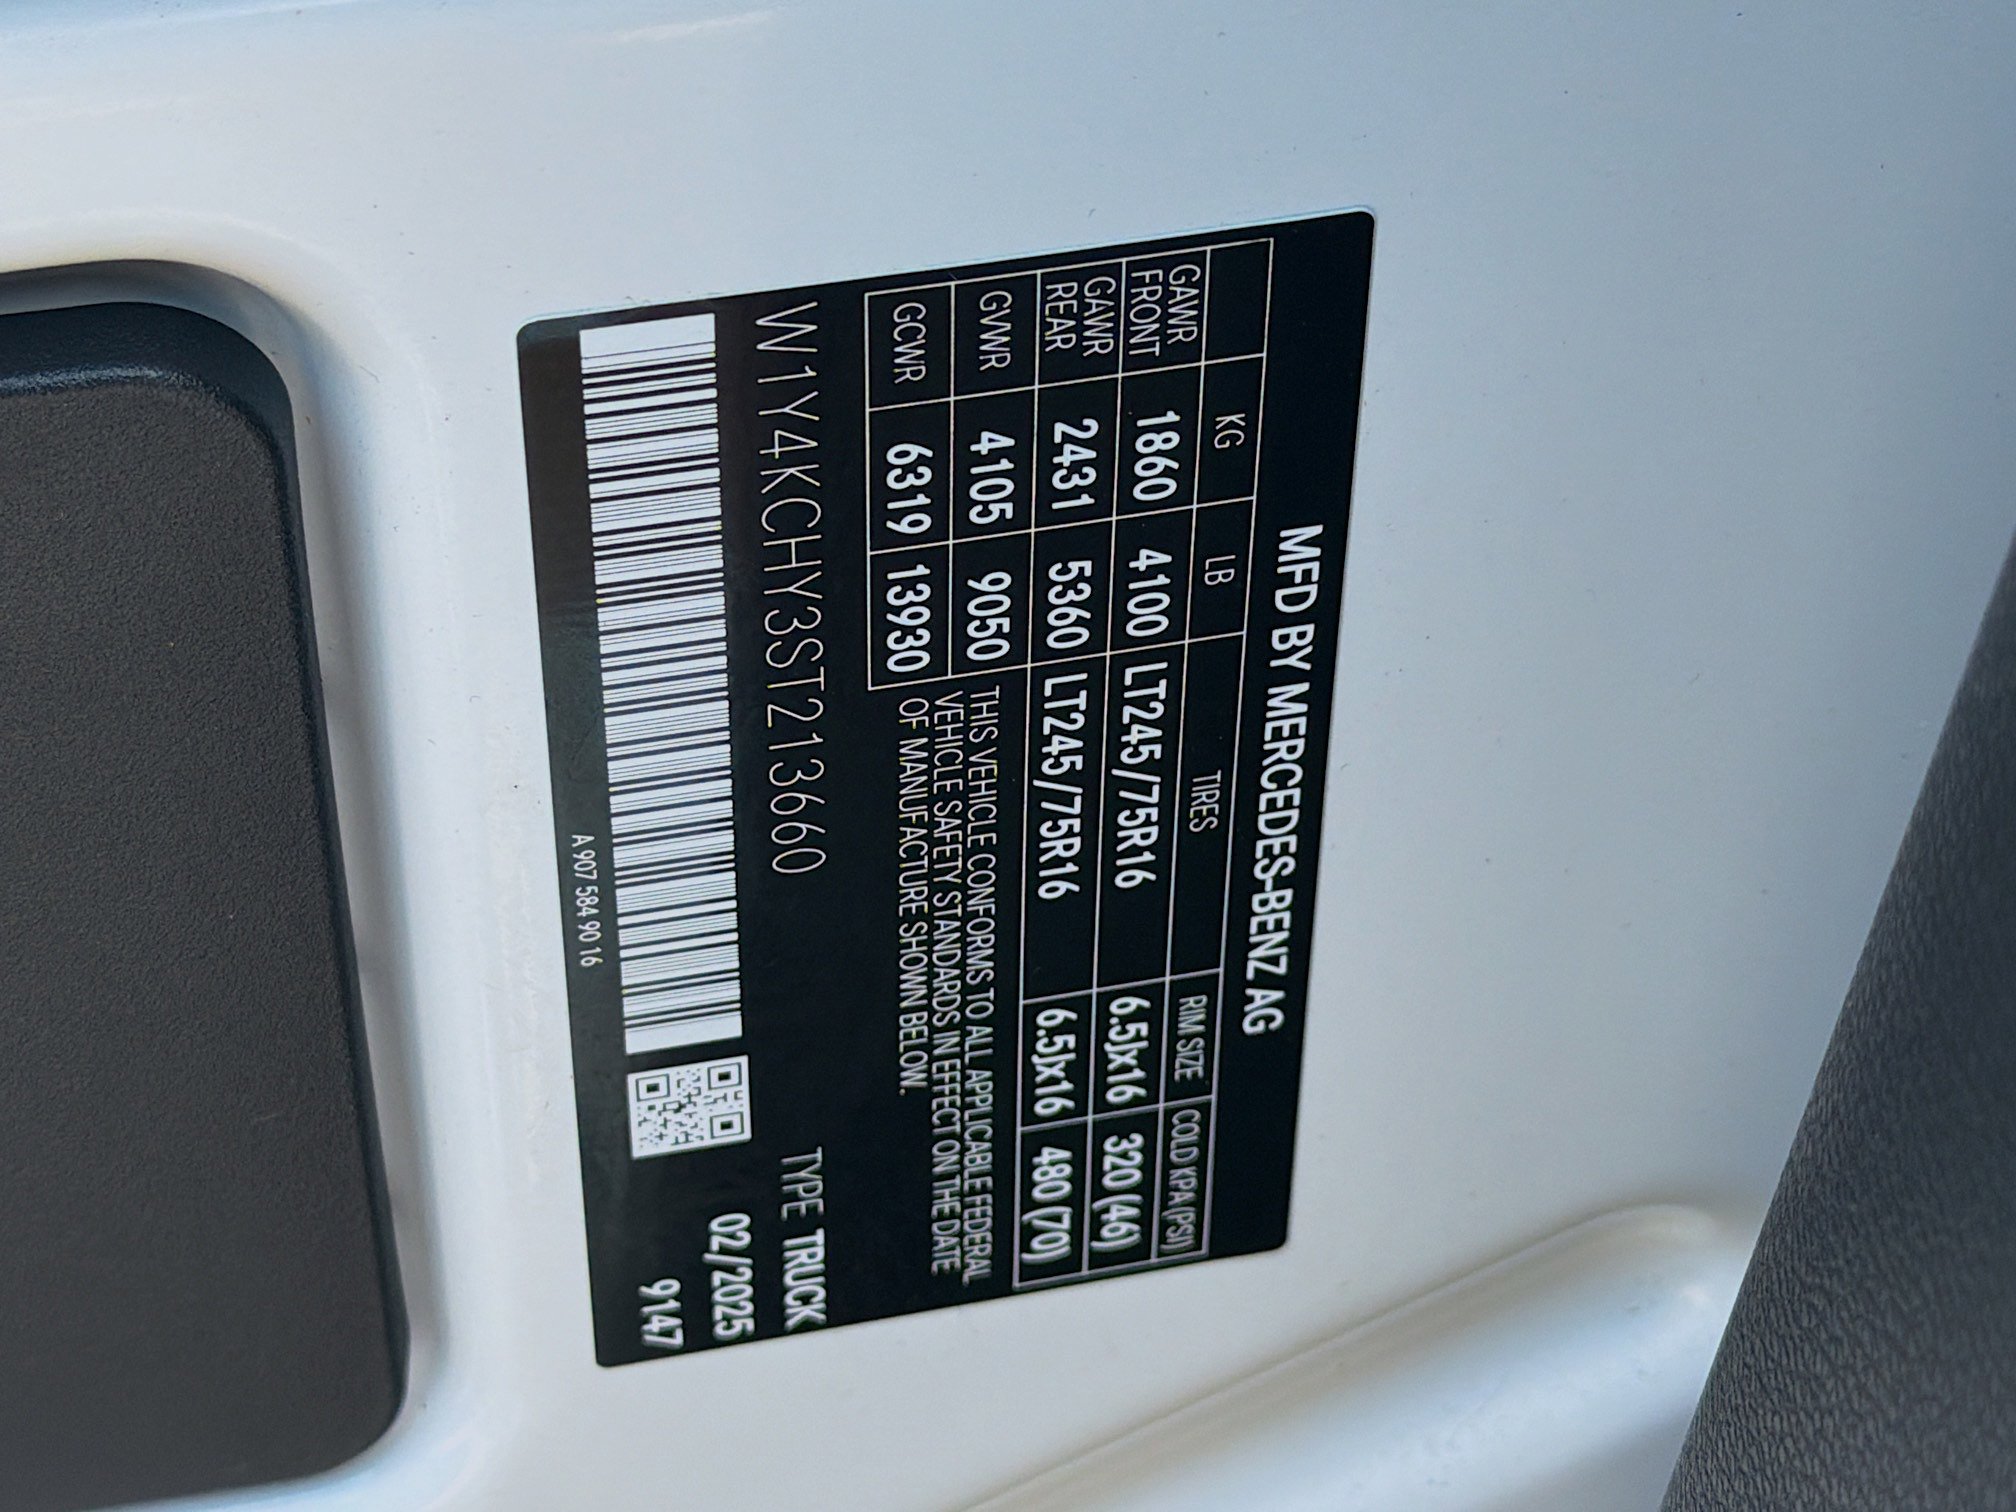 MFD BY MERCEDES-BENZ AG
KG LB TIRES RIM SIZE COLD KPA (PSI)
GAWR FRONT 1860 4100 LT245/75R16 6.5Jx16 320 (46)
GAWR REAR 2431 5360 LT245/75R16 6.5Jx16 480 (70)
GVWR 4105 9050
GCWR 6319 13930
THIS VEHICLE CONFORMS TO ALL APPLICABLE FEDERAL
VEHICLE SAFETY STANDARDS IN EFFECT ON THE DATE
OF MANUFACTURE SHOWN BELOW.
W1Y4KCHY3ST213660 TYPE TRUCK
02/2025
9147
A 907 584 90 16